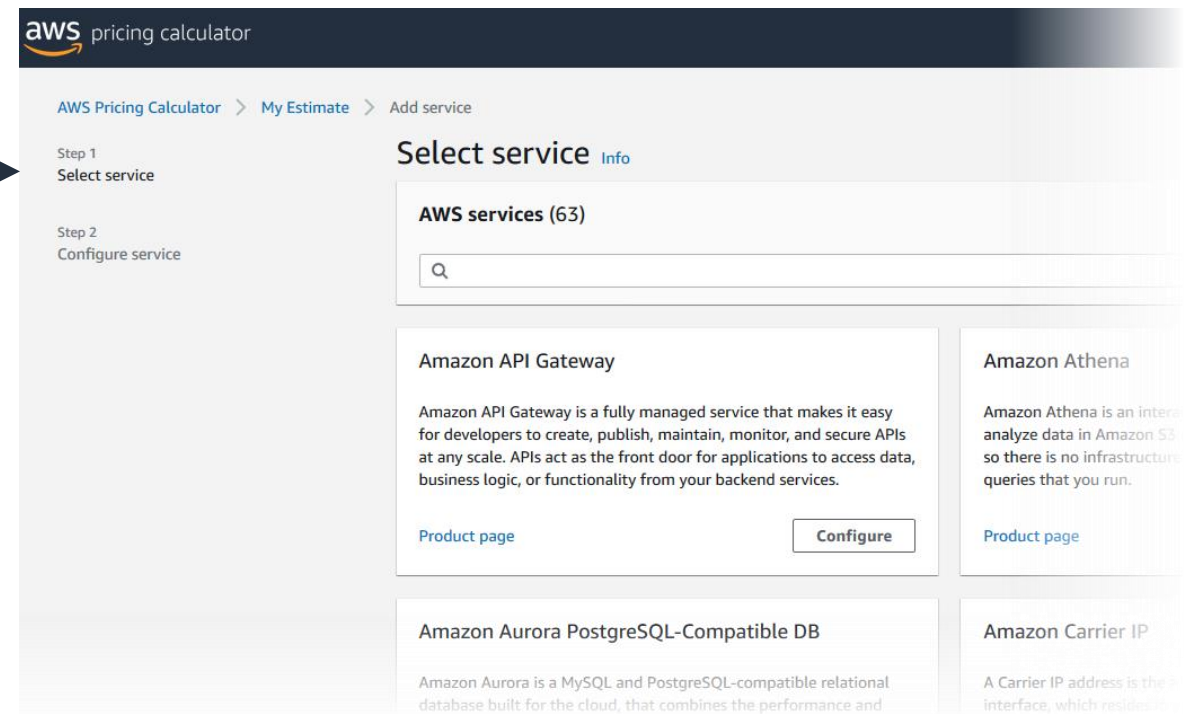 aws pricing calculator
AWS Pricing Calculator > My Estimate > Add service
Step 1
Select service
Step 2
Configure service
Select service Info
AWS services (63)
Amazon API Gateway
Amazon API Gateway is a fully managed service that makes it easy
for developers to create, publish, maintain, monitor, and secure APIs
at any scale. APIs act as the front door for applications to access data,
business logic, or functionality from your backend services.
Product page
Configure
Amazon Athena
Amazon Athena is an
analyze data in Amazon S3
so there is no infrastructure
queries that you run.
Product page
Amazon Aurora PostgreSQL-Compatible DB
Amazon Aurora is a MySQL and PostgreSQL-compatible relational
database built for the cloud, that combines the performance and
Amazon Carrier IP
A Carrier IP address is the
interface, which